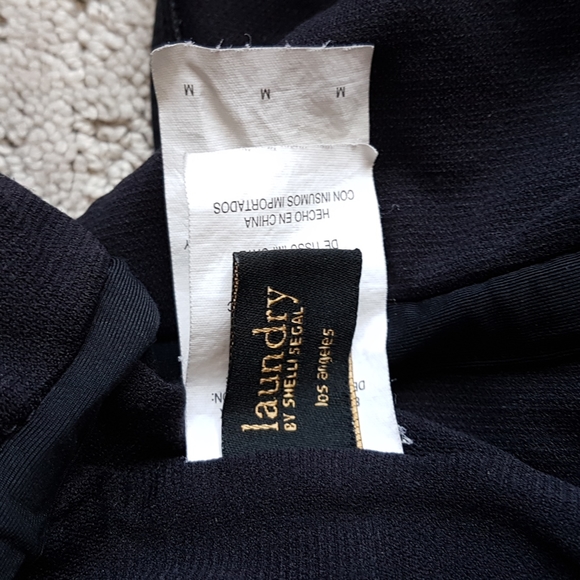 M M M
CON INSUMOS IMPORTADOS
HECHO EN CHINA
laundry
BY SHELLI SEGAL
los angeles